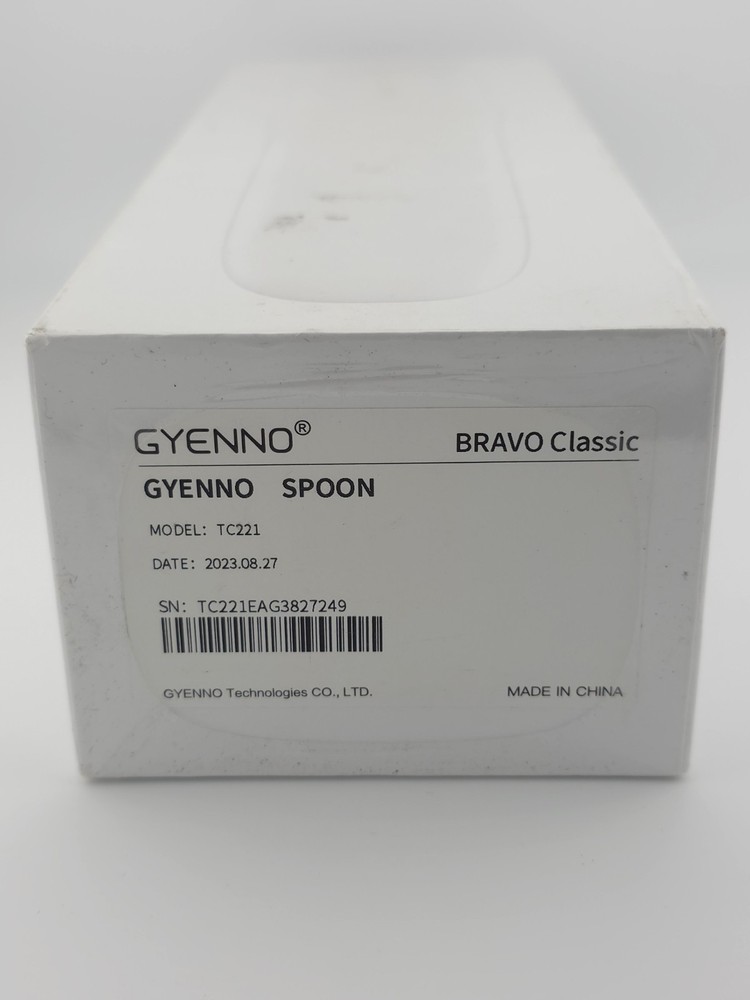 GYENNO® BRAVO Classic
GYENNO SPOON
MODEL: TC221
DATE: 2023.08.27
SN: TC221EAG3827249
GYENNO Technologies CO., LTD. MADE IN CHINA